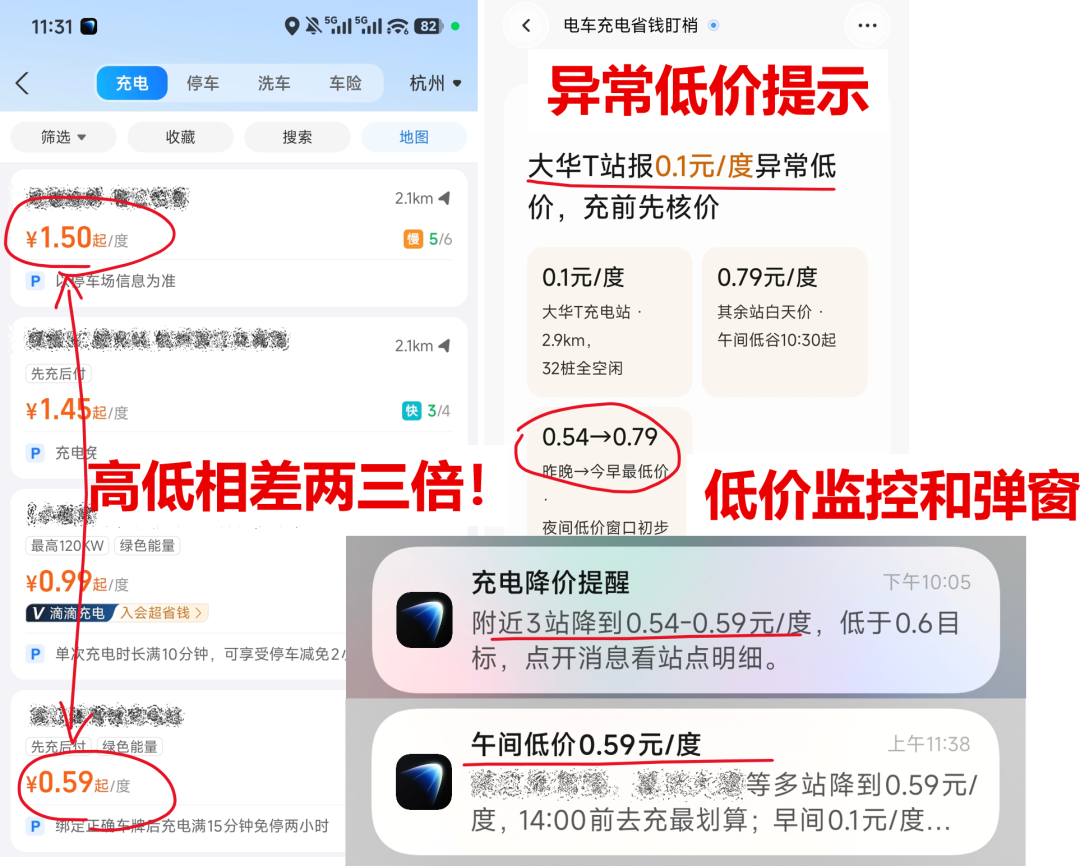 11:31
5G 5G 82
充电 停车 洗车 车险 杭州
筛选 收藏 搜索 地图
2.1km
¥1.50起/度
慢 5/6
P 以停车场信息为准
2.1km
先充后付
¥1.45起/度
快 3/4
P 充电
高低相差两三倍!
最高120KW 绿色能量
¥0.99起/度
V 滴滴充电 入会超省钱
P 单次充电时长满10分钟，可享受停车减免2小
先充后付 绿色能量
¥0.59起/度
P 绑定正确车牌后充电满15分钟免停两小时
电车充电省钱盯梢
异常低价提示
大华T站报0.1元/度异常低
价，充前先核价
0.1元/度
大华T充电站 ·
2.9km，
32桩全空闲
0.79元/度
其余站白天价 ·
午间低谷10:30起
0.54→0.79
昨晚→今早最低价
·
夜间低价窗口初步
低价监控和弹窗
充电降价提醒 下午10:05
附近3站降到0.54-0.59元/度，低于0.6目
标，点开消息看站点明细。
午间低价0.59元/度 上午11:38
等多站降到0.59元/
度，14:00前去充最划算；早间0.1元/度...